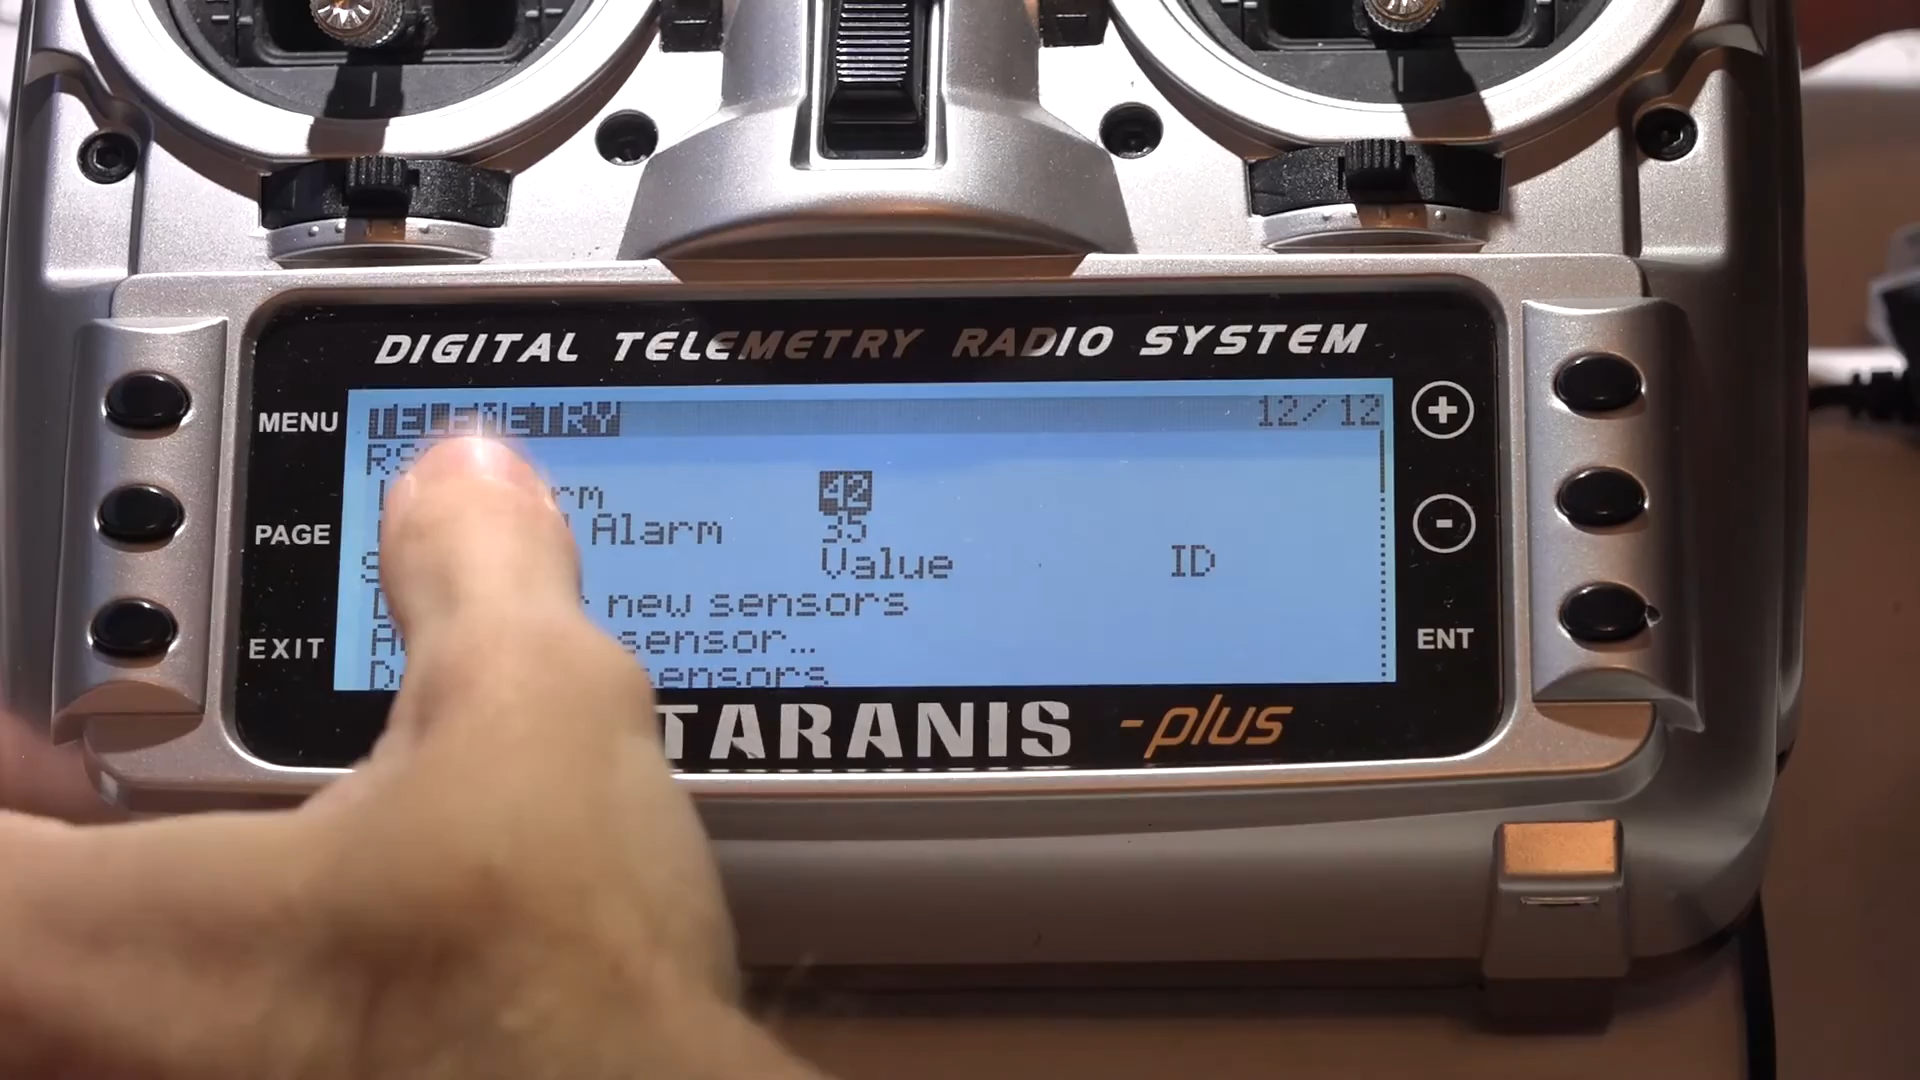 DIGITAL TELEMETRY RADIO SYSTEM
MENU
PAGE
EXIT
TELEMETRY 12/12
RS
rm 42
Alarm 35
S Value ID
new sensors
sensor...
sensors
+
-
ENT
TARANIS -plus